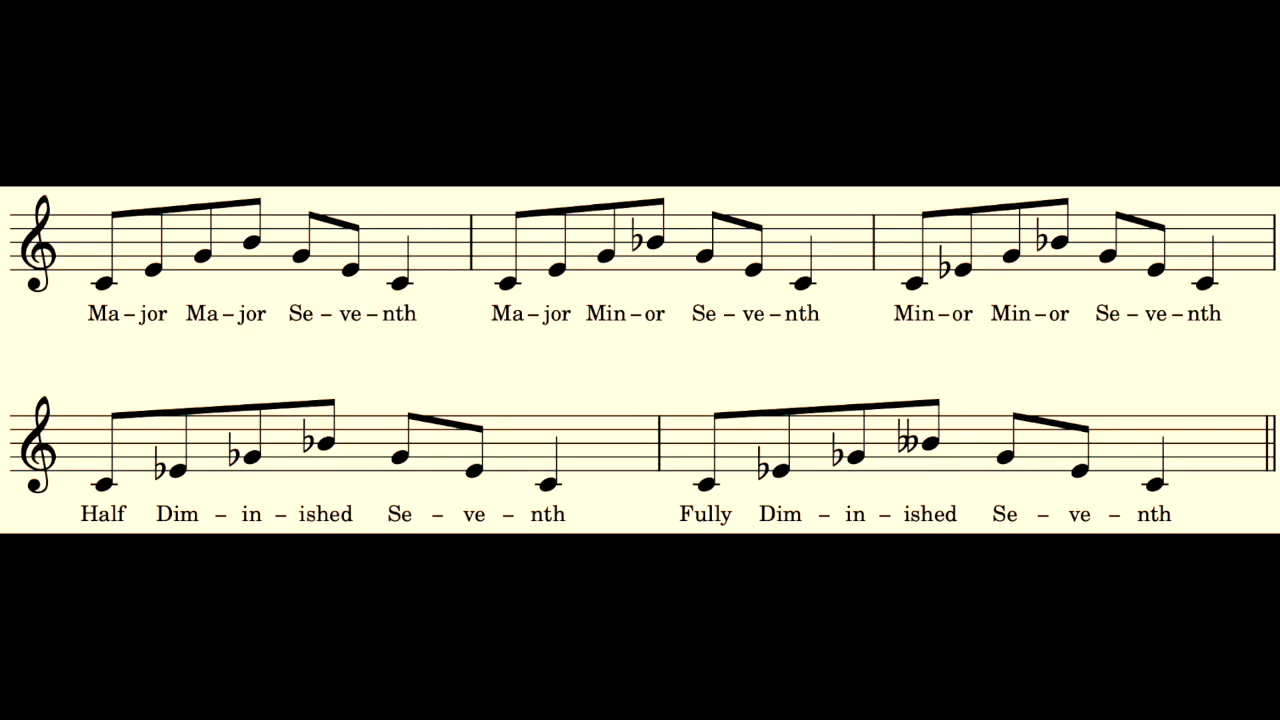 Ma – jor Ma – jor Se – ve – nth Ma – jor Min – or Se – ve – nth Min – or Min – or Se – ve – nth
Half Dim – in – ished Se – ve – nth Fully Dim – in – ished Se – ve – nth